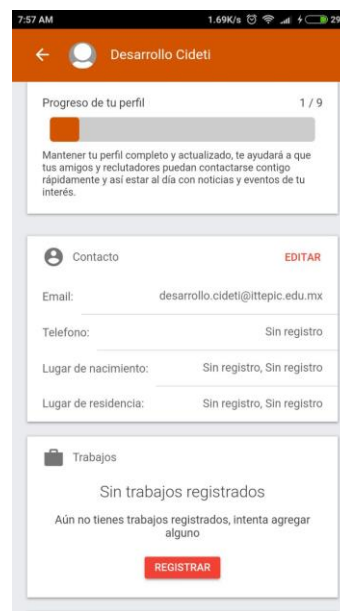 7:57 AM 1.69K/s 29
Desarrollo Cideti
Progreso de tu perfil 1 / 9
Mantener tu perfil completo y actualizado, te ayudará a que
tus amigos y reclutadores puedan contactarse contigo
rápidamente y así estar al día con noticias y eventos de tu
interés.
Contacto EDITAR
Email: desarrollo.cideti@ittepic.edu.mx
Telefono: Sin registro
Lugar de nacimiento: Sin registro, Sin registro
Lugar de residencia: Sin registro, Sin registro
Trabajos
Sin trabajos registrados
Aún no tienes trabajos registrados, intenta agregar
alguno
REGISTRAR